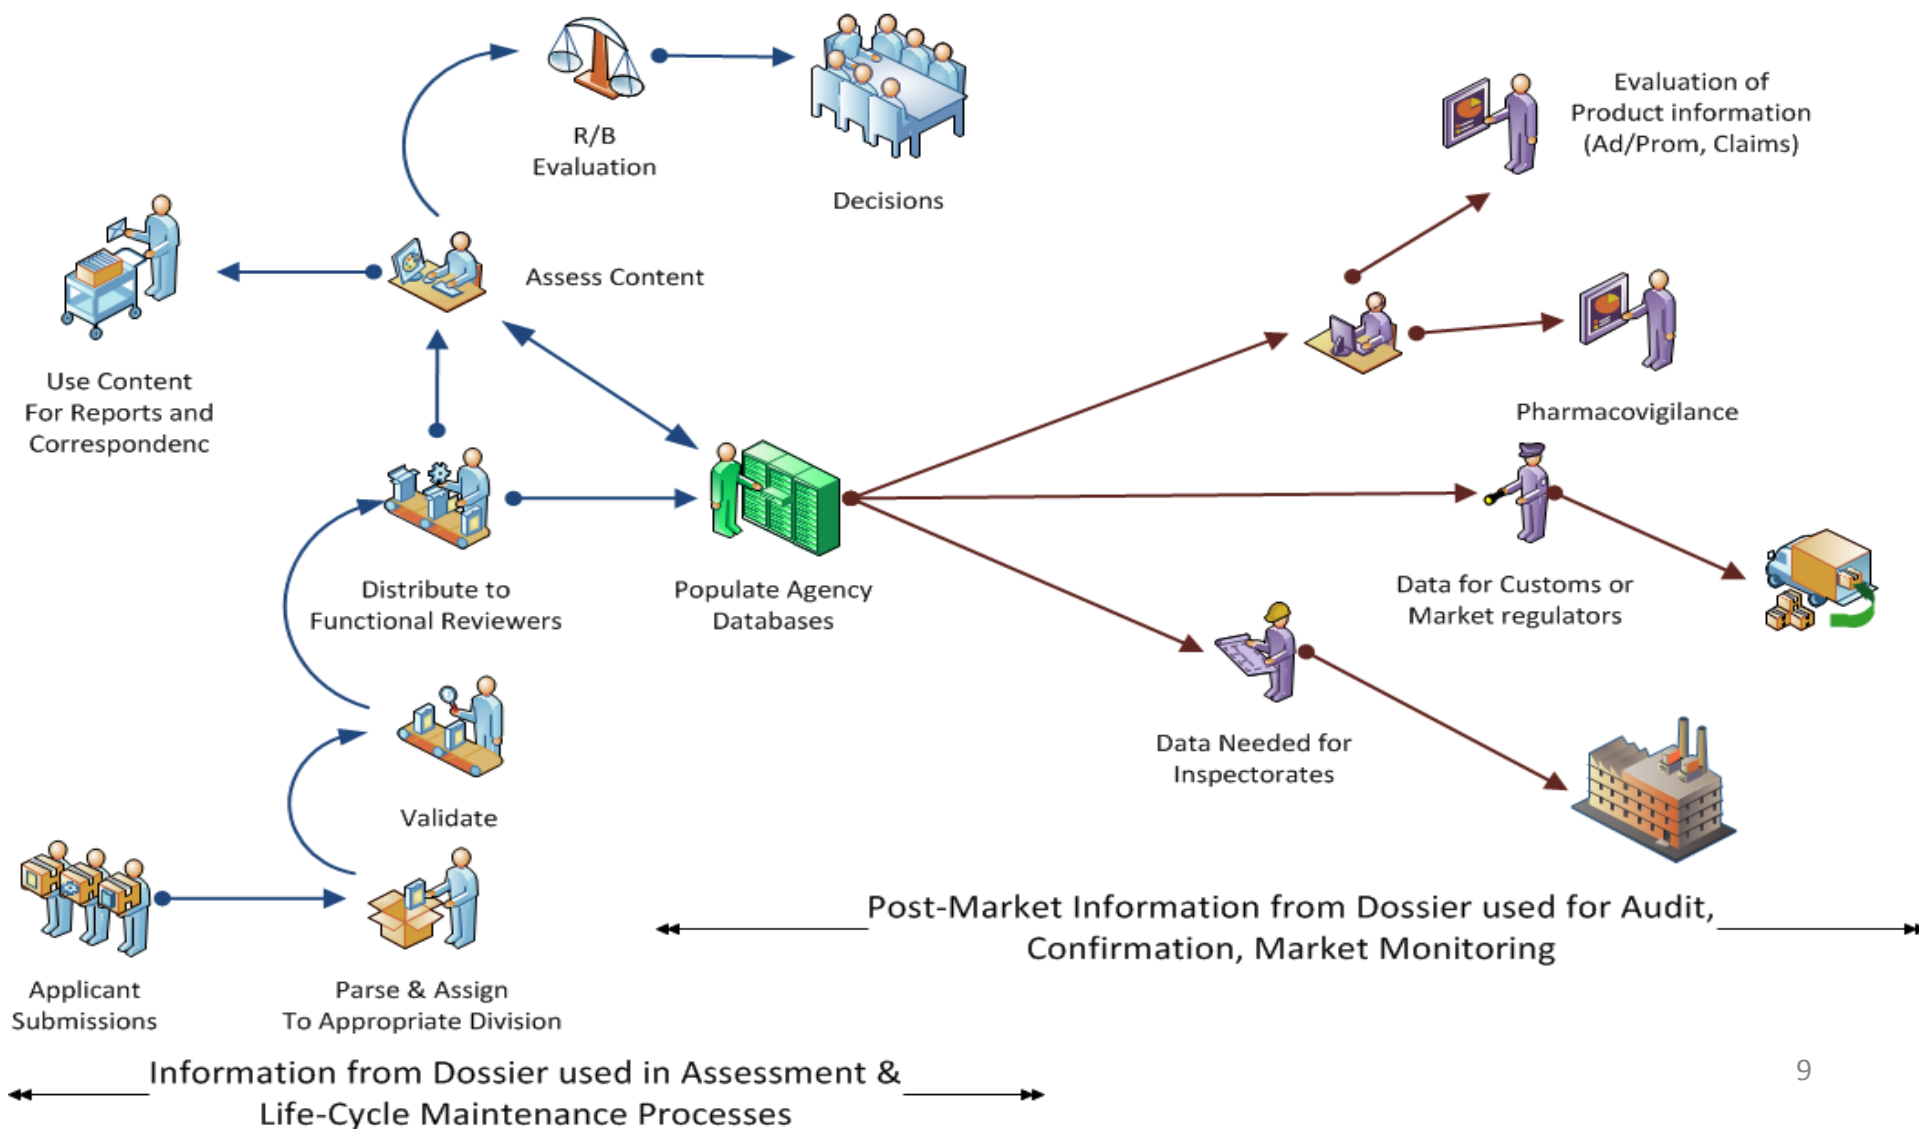 R/B
Evaluation
Decisions
Evaluation of
Product information
(Ad/Prom, Claims)
Assess Content
Use Content
For Reports and
Correspondenc
Pharmacovigilance
Distribute to
Functional Reviewers
Populate Agency
Databases
Data for Customs or
Market regulators
Data Needed for
Inspectorates
Validate
Applicant
Submissions
Parse & Assign
To Appropriate Division
Post-Market Information from Dossier used for Audit,
Confirmation, Market Monitoring
Information from Dossier used in Assessment &
Life-Cycle Maintenance Processes
9